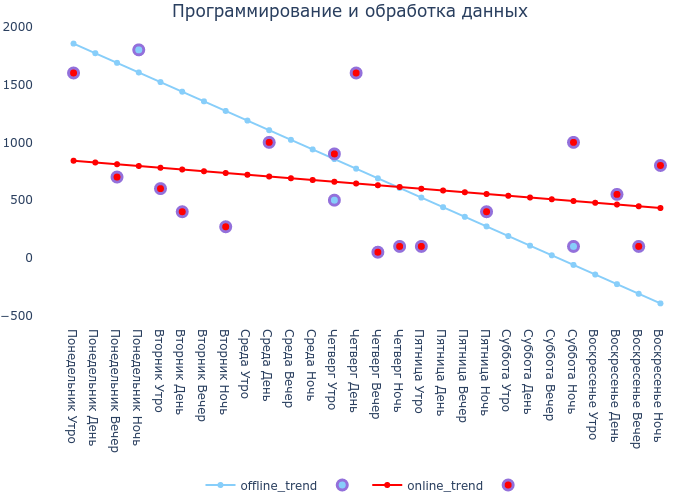 Программирование и обработка данных
2000
1500
1000
500
0
−500
Понедельник Утро
Понедельник День
Понедельник Вечер
Понедельник Ночь
Вторник Утро
Вторник День
Вторник Вечер
Вторник Ночь
Среда Утро
Среда День
Среда Вечер
Среда Ночь
Четверг Утро
Четверг День
Четверг Вечер
Четверг Ночь
Пятница Утро
Пятница День
Пятница Вечер
Пятница Ночь
Суббота Утро
Суббота День
Суббота Вечер
Суббота Ночь
Воскресенье Утро
Воскресенье День
Воскресенье Вечер
Воскресенье Ночь
offline_trend
online_trend